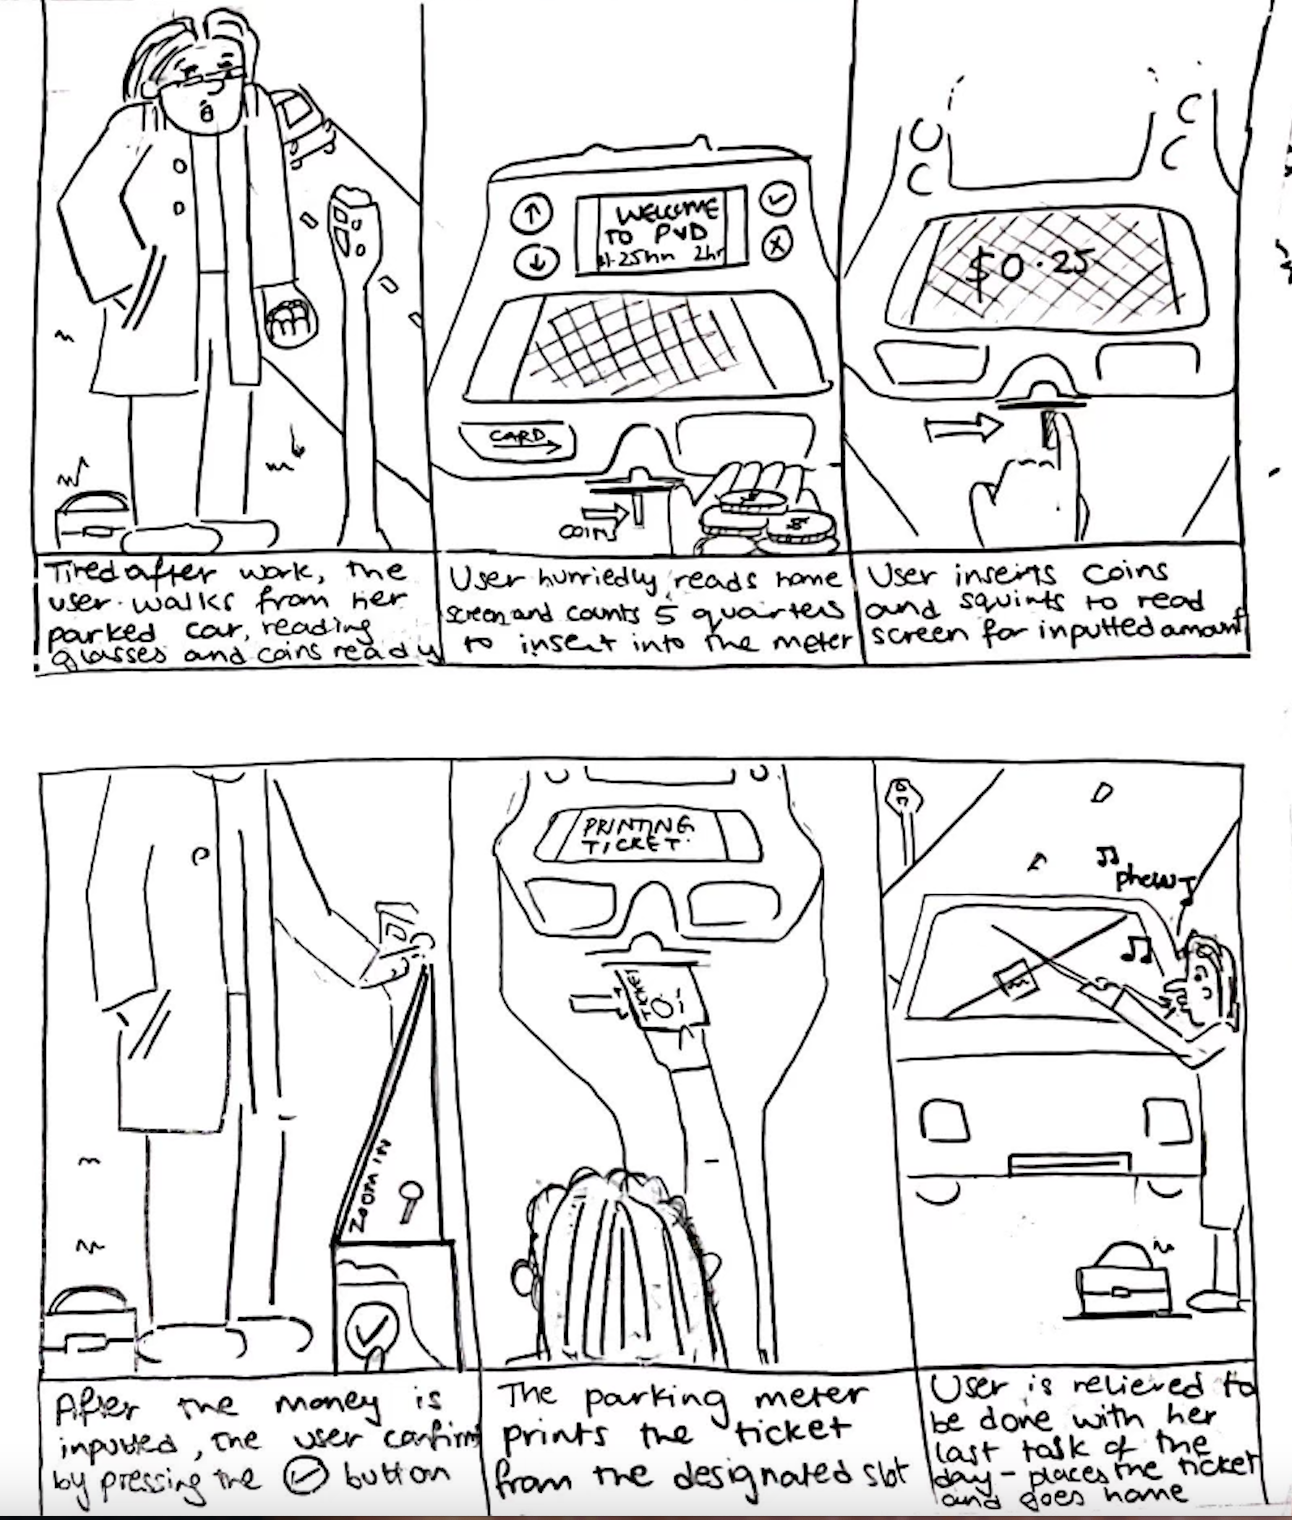 WELCOME
TO PVD
$1.25/hr 2hr
CARD
COINS
$0.25
Tired after work, the
user walks from her
parked car, reading
glasses and coins ready
User hurriedly reads home
screen and counts 5 quarters
to insert into the meter
User inserts coins
and squints to read
screen for inputted amount
ZOOM IN
PRINTING
TICKET.
TICKET
phew
After the money is
inputted, the user confirms
by pressing the ✓ button
The parking meter
prints the ticket
from the designated slot
User is relieved to
be done with her
last task of the
day - places the ticket
and goes home